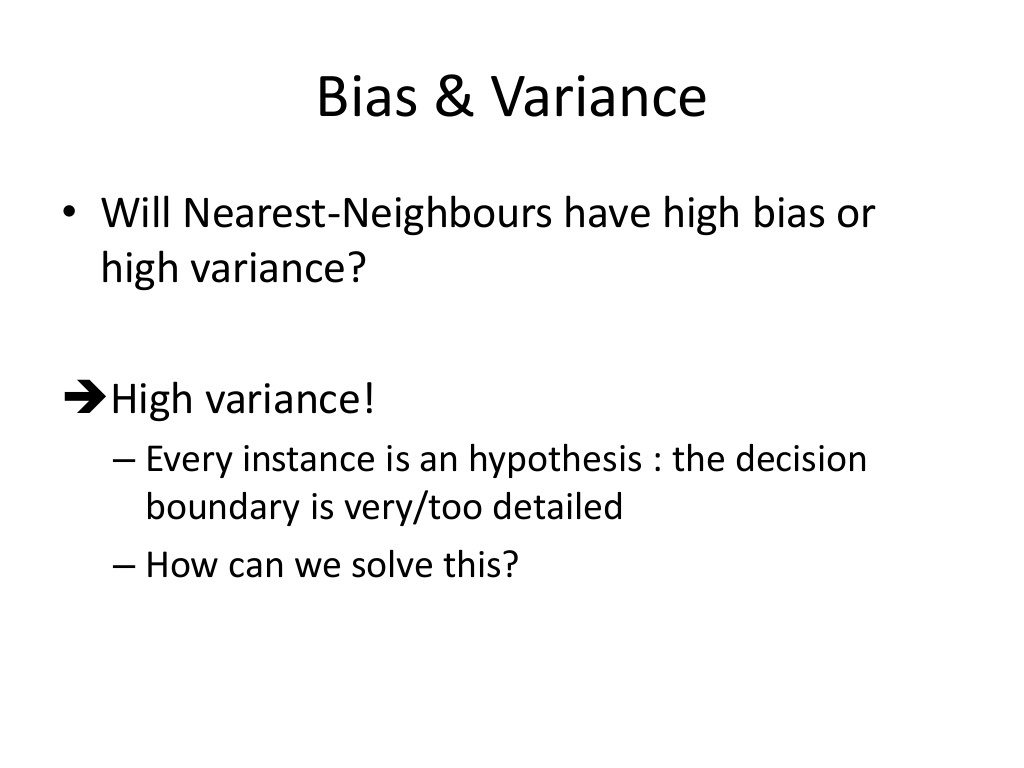 Bias & Variance
• Will Nearest-Neighbours have high bias or
high variance?
➔High variance!
– Every instance is an hypothesis : the decision
boundary is very/too detailed
– How can we solve this?